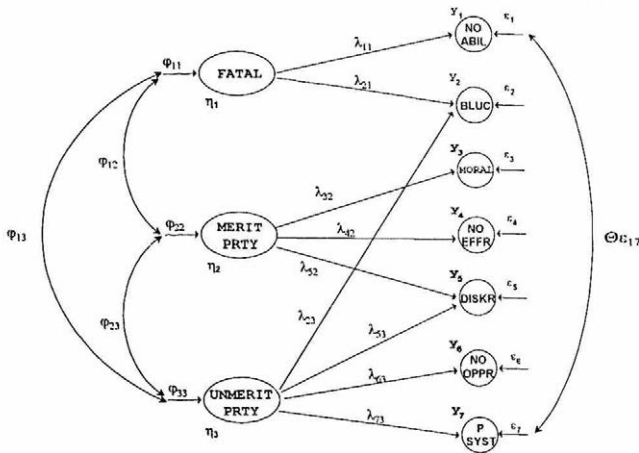 Y₁
ε₁
NO
ABIL
λ₁₁
φ₁₁
FATAL
η₁
λ₂₁
Y₂
ε₂
BLUC
Y₃
ε₃
MORAL
φ₁₂
λ₃₂
φ₂₂
MERIT
PRTY
η₂
λ₄₂
Y₄
ε₄
NO
EFFR
φ₁₃
Θε₁₇
λ₅₂
Y₅
ε₅
DISKR
φ₂₃
λ₂₃
λ₅₃
Y₆
ε₆
NO
OPPR
φ₃₃
UNMERIT
PRTY
η₃
λ₆₃
λ₇₃
Y₇
ε₇
P
SYST